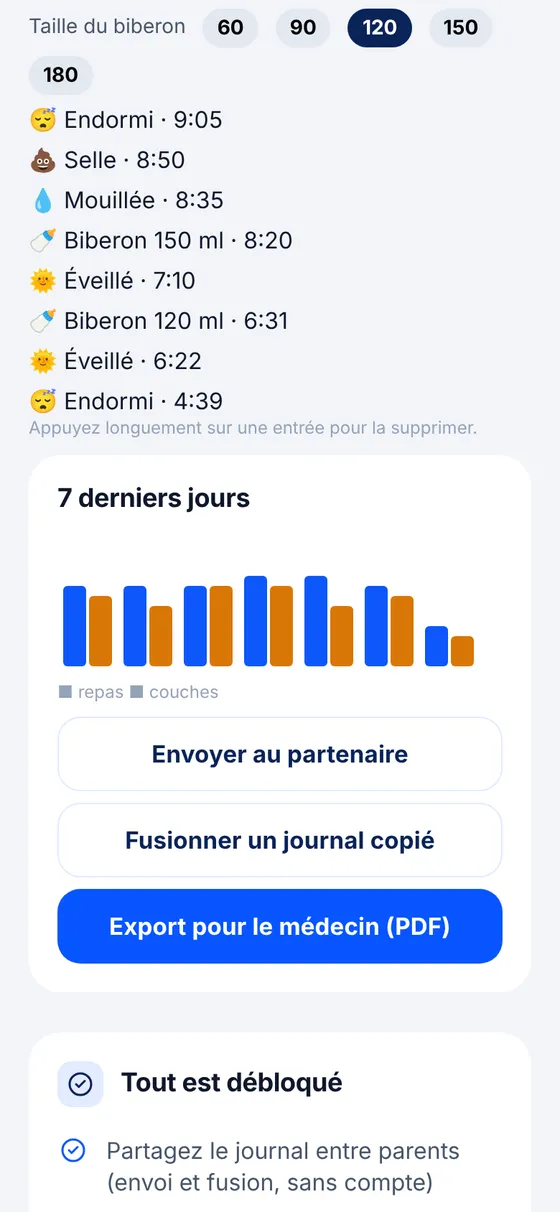 Taille du biberon 60 90 120 150
180
😴 Endormi · 9:05
💩 Selle · 8:50
💧 Mouillée · 8:35
🍼 Biberon 150 ml · 8:20
🌞 Éveillé · 7:10
🍼 Biberon 120 ml · 6:31
🌞 Éveillé · 6:22
😴 Endormi · 4:39
Appuyez longuement sur une entrée pour la supprimer.
7 derniers jours
■ repas ■ couches
Envoyer au partenaire
Fusionner un journal copié
Export pour le médecin (PDF)
Tout est débloqué
Partagez le journal entre parents
(envoi et fusion, sans compte)